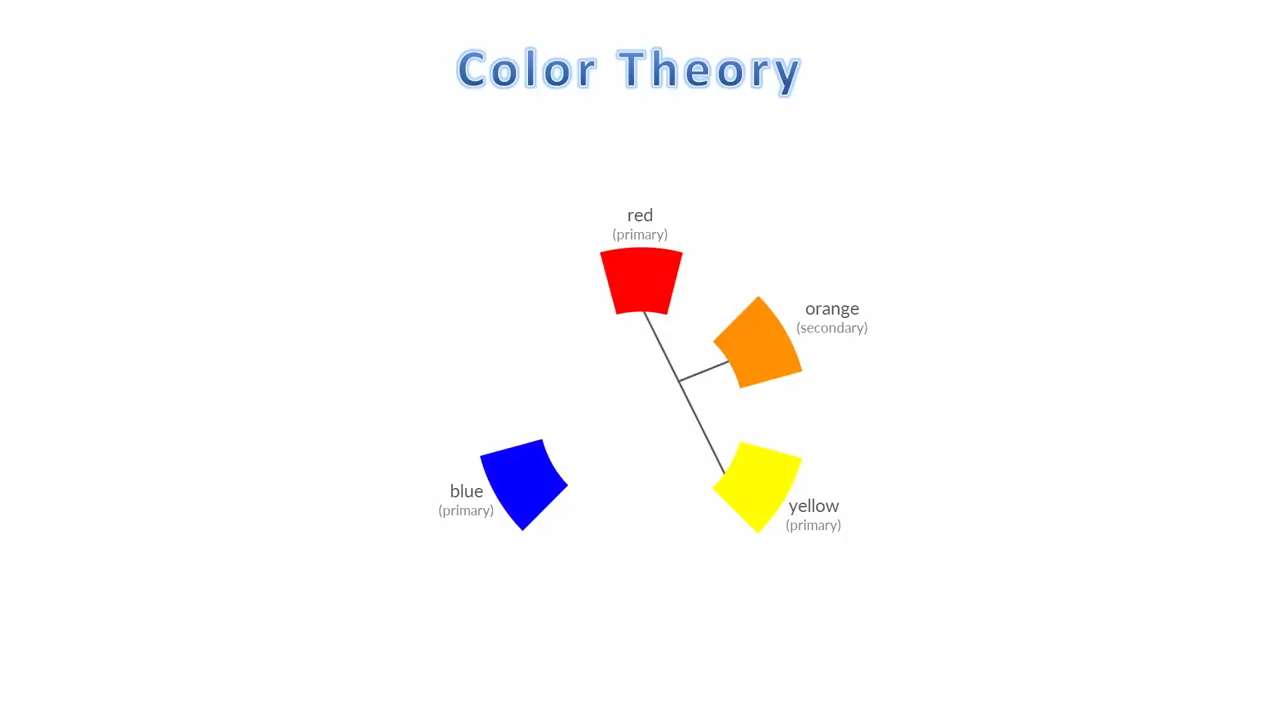 Color Theory
red
(primary)
orange
(secondary)
blue
(primary)
yellow
(primary)